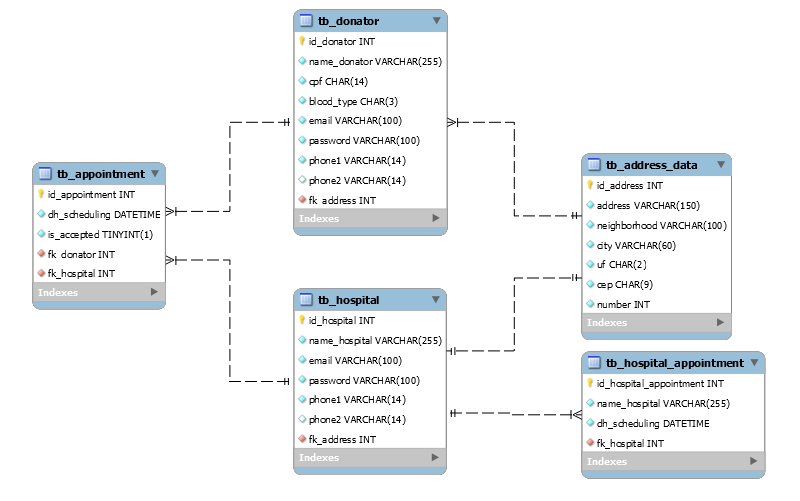 tb_donator
id_donator INT
name_donator VARCHAR(255)
cpf CHAR(14)
blood_type CHAR(3)
email VARCHAR(100)
password VARCHAR(100)
phone1 VARCHAR(14)
phone2 VARCHAR(14)
fk_address INT
Indexes
tb_appointment
id_appointment INT
dh_scheduling DATETIME
is_accepted TINYINT(1)
fk_donator INT
fk_hospital INT
Indexes
tb_address_data
id_address INT
address VARCHAR(150)
neighborhood VARCHAR(100)
city VARCHAR(60)
uf CHAR(2)
cep CHAR(9)
number INT
Indexes
tb_hospital
id_hospital INT
name_hospital VARCHAR(255)
email VARCHAR(100)
password VARCHAR(100)
phone1 VARCHAR(14)
phone2 VARCHAR(14)
fk_address INT
Indexes
tb_hospital_appointment
id_hospital_appointment INT
name_hospital VARCHAR(255)
dh_scheduling DATETIME
fk_hospital INT
Indexes